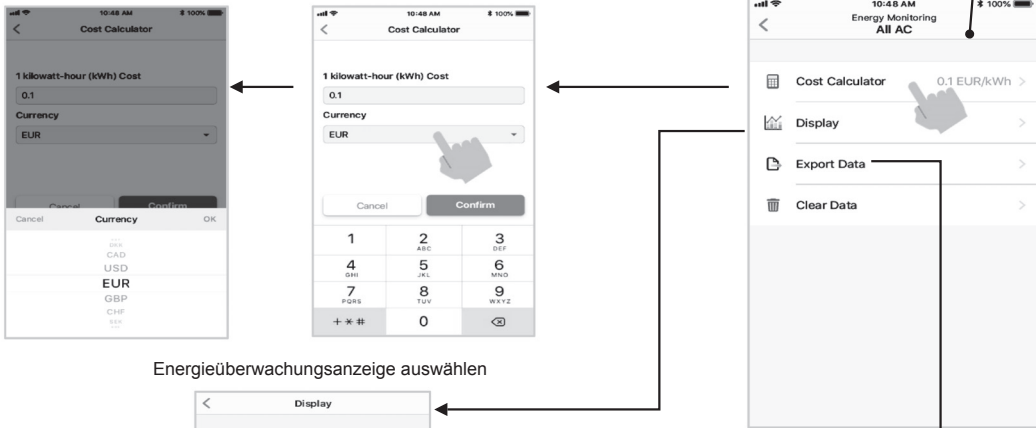 10:48 AM
100%
Cost Calculator
1 kilowatt-hour (kWh) Cost
0.1
Currency
EUR
Cancel
Confirm
Cancel
Currency
OK
DKK
CAD
USD
EUR
GBP
CHF
SEK
10:48 AM
100%
Cost Calculator
1 kilowatt-hour (kWh) Cost
0.1
Currency
EUR
Cancel
Confirm
1
2
ABC
3
DEF
4
GHI
5
JKL
6
MNO
7
PQRS
8
TUV
9
WXYZ
+ * #
0
10:48 AM
100%
Energy Monitoring
All AC
Cost Calculator 0.1 EUR/kWh
Display
Export Data
Clear Data
Energieüberwachungsanzeige auswählen
Display